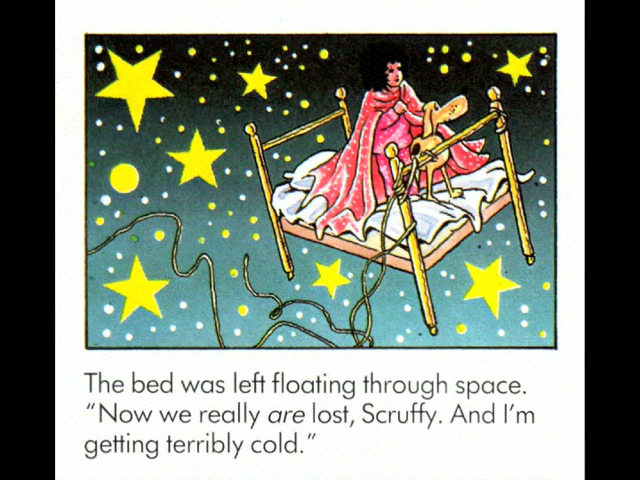 The bed was left floating through space.
“Now we really are lost, Scruffy. And I’m
getting terribly cold.”